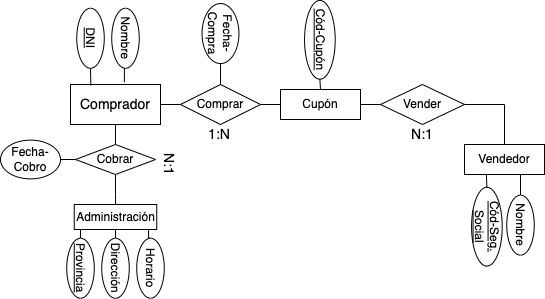 DNI
Nombre
Fecha-
Compra
Cód-Cupón
Comprador
Comprar
1:N
Cupón
Vender
N:1
Vendedor
Cód-Seg.
Social
Nombre
Fecha-
Cobro
Cobrar
N:1
Administración
Provincia
Dirección
Horario